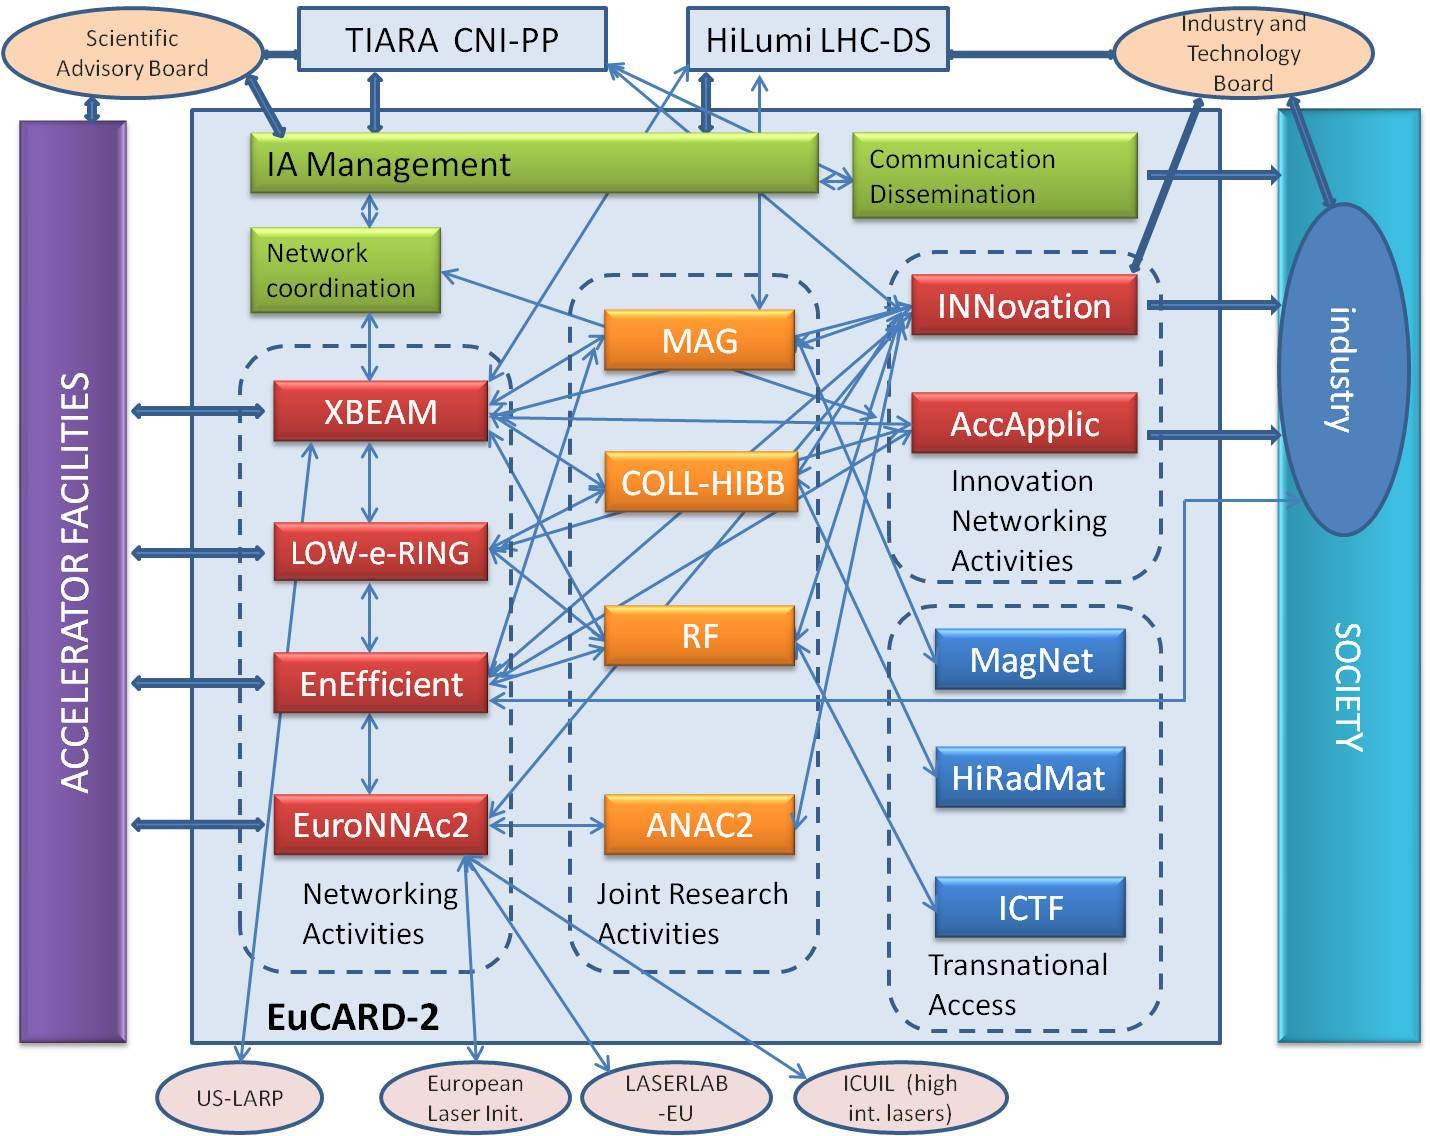 Scientific
Advisory Board
TIARA CNI-PP
HiLumi LHC-DS
Industry and
Technology
Board
IA Management
Communication
Dissemination
Network
coordination
MAG
INNovation
XBEAM
AccApplic
COLL-HIBB
Innovation
Networking
Activities
LOW-e-RING
RF
MagNet
EnEfficient
HiRadMat
EuroNNAc2
ANAC2
Networking
Activities
Joint Research
Activities
ICTF
Transnational
Access
EuCARD-2
ACCELERATOR FACILITIES
industry
SOCIETY
US-LARP
European
Laser Init.
LASERLAB
-EU
ICUIL (high
int. lasers)